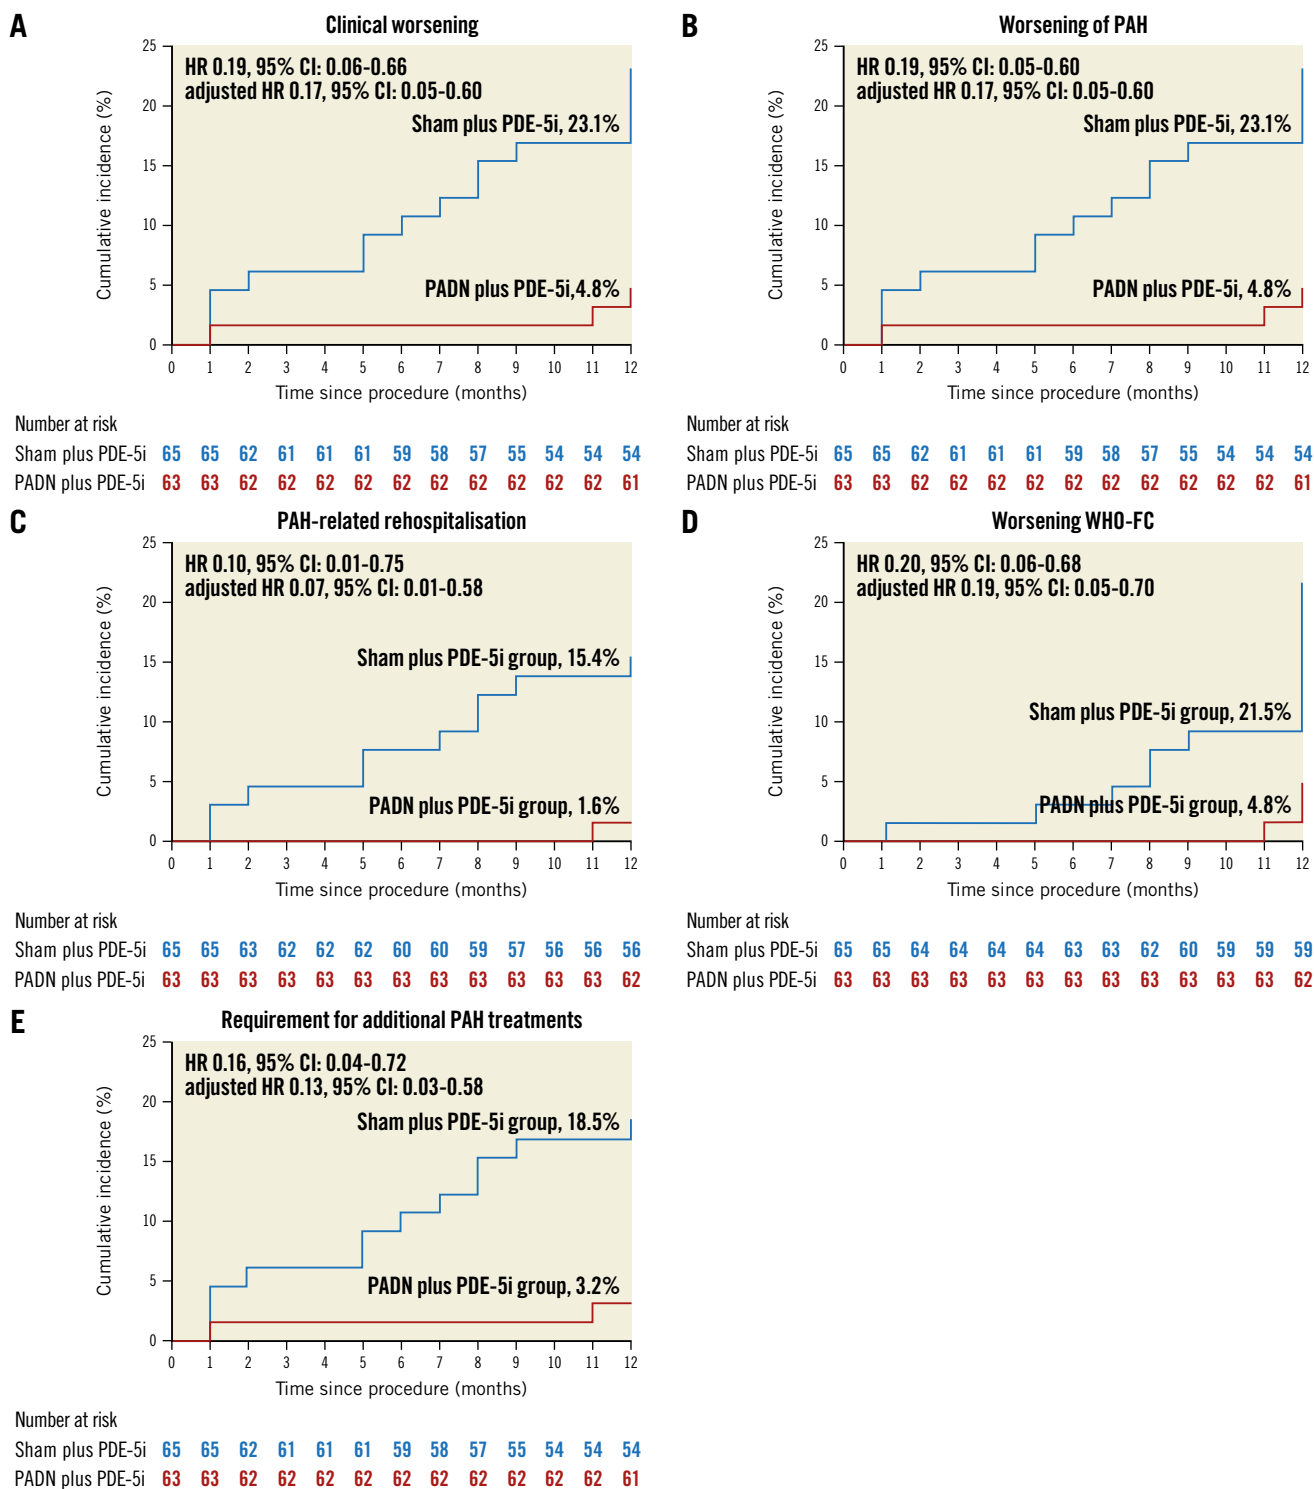 A
Clinical worsening
HR 0.19, 95% CI: 0.06-0.66
adjusted HR 0.17, 95% CI: 0.05-0.60
Sham plus PDE-5i, 23.1%
PADN plus PDE-5i,4.8%
Cumulative incidence (%)
25
20
15
10
5
0
0 1 2 3 4 5 6 7 8 9 10 11 12
Time since procedure (months)
Number at risk
Sham plus PDE-5i 65 65 62 61 61 61 59 58 57 55 54 54 54
PADN plus PDE-5i 63 63 62 62 62 62 62 62 62 62 62 62 61
B
Worsening of PAH
HR 0.19, 95% CI: 0.05-0.60
adjusted HR 0.17, 95% CI: 0.05-0.60
Sham plus PDE-5i, 23.1%
PADN plus PDE-5i, 4.8%
Cumulative incidence (%)
25
20
15
10
5
0
0 1 2 3 4 5 6 7 8 9 10 11 12
Time since procedure (months)
Number at risk
Sham plus PDE-5i 65 65 62 61 61 61 59 58 57 55 54 54 54
PADN plus PDE-5i 63 63 62 62 62 62 62 62 62 62 62 62 61
C
PAH-related rehospitalisation
HR 0.10, 95% CI: 0.01-0.75
adjusted HR 0.07, 95% CI: 0.01-0.58
Sham plus PDE-5i group, 15.4%
PADN plus PDE-5i group, 1.6%
Cumulative incidence (%)
25
20
15
10
5
0
0 1 2 3 4 5 6 7 8 9 10 11 12
Time since procedure (months)
Number at risk
Sham plus PDE-5i 65 65 63 62 62 62 60 60 59 57 56 56 56
PADN plus PDE-5i 63 63 63 63 63 63 63 63 63 63 63 63 62
D
Worsening WHO-FC
HR 0.20, 95% CI: 0.06-0.68
adjusted HR 0.19, 95% CI: 0.05-0.70
Sham plus PDE-5i group, 21.5%
PADN plus PDE-5i group, 4.8%
Cumulative incidence (%)
25
20
15
10
5
0
0 1 2 3 4 5 6 7 8 9 10 11 12
Time since procedure (months)
Number at risk
Sham plus PDE-5i 65 65 64 64 64 64 63 63 62 60 59 59 59
PADN plus PDE-5i 63 63 63 63 63 63 63 63 63 63 63 63 62
E
Requirement for additional PAH treatments
HR 0.16, 95% CI: 0.04-0.72
adjusted HR 0.13, 95% CI: 0.03-0.58
Sham plus PDE-5i group, 18.5%
PADN plus PDE-5i group, 3.2%
Cumulative incidence (%)
25
20
15
10
5
0
0 1 2 3 4 5 6 7 8 9 10 11 12
Time since procedure (months)
Number at risk
Sham plus PDE-5i 65 65 62 61 61 61 59 58 57 55 54 54 54
PADN plus PDE-5i 63 63 62 62 62 62 62 62 62 62 62 62 61